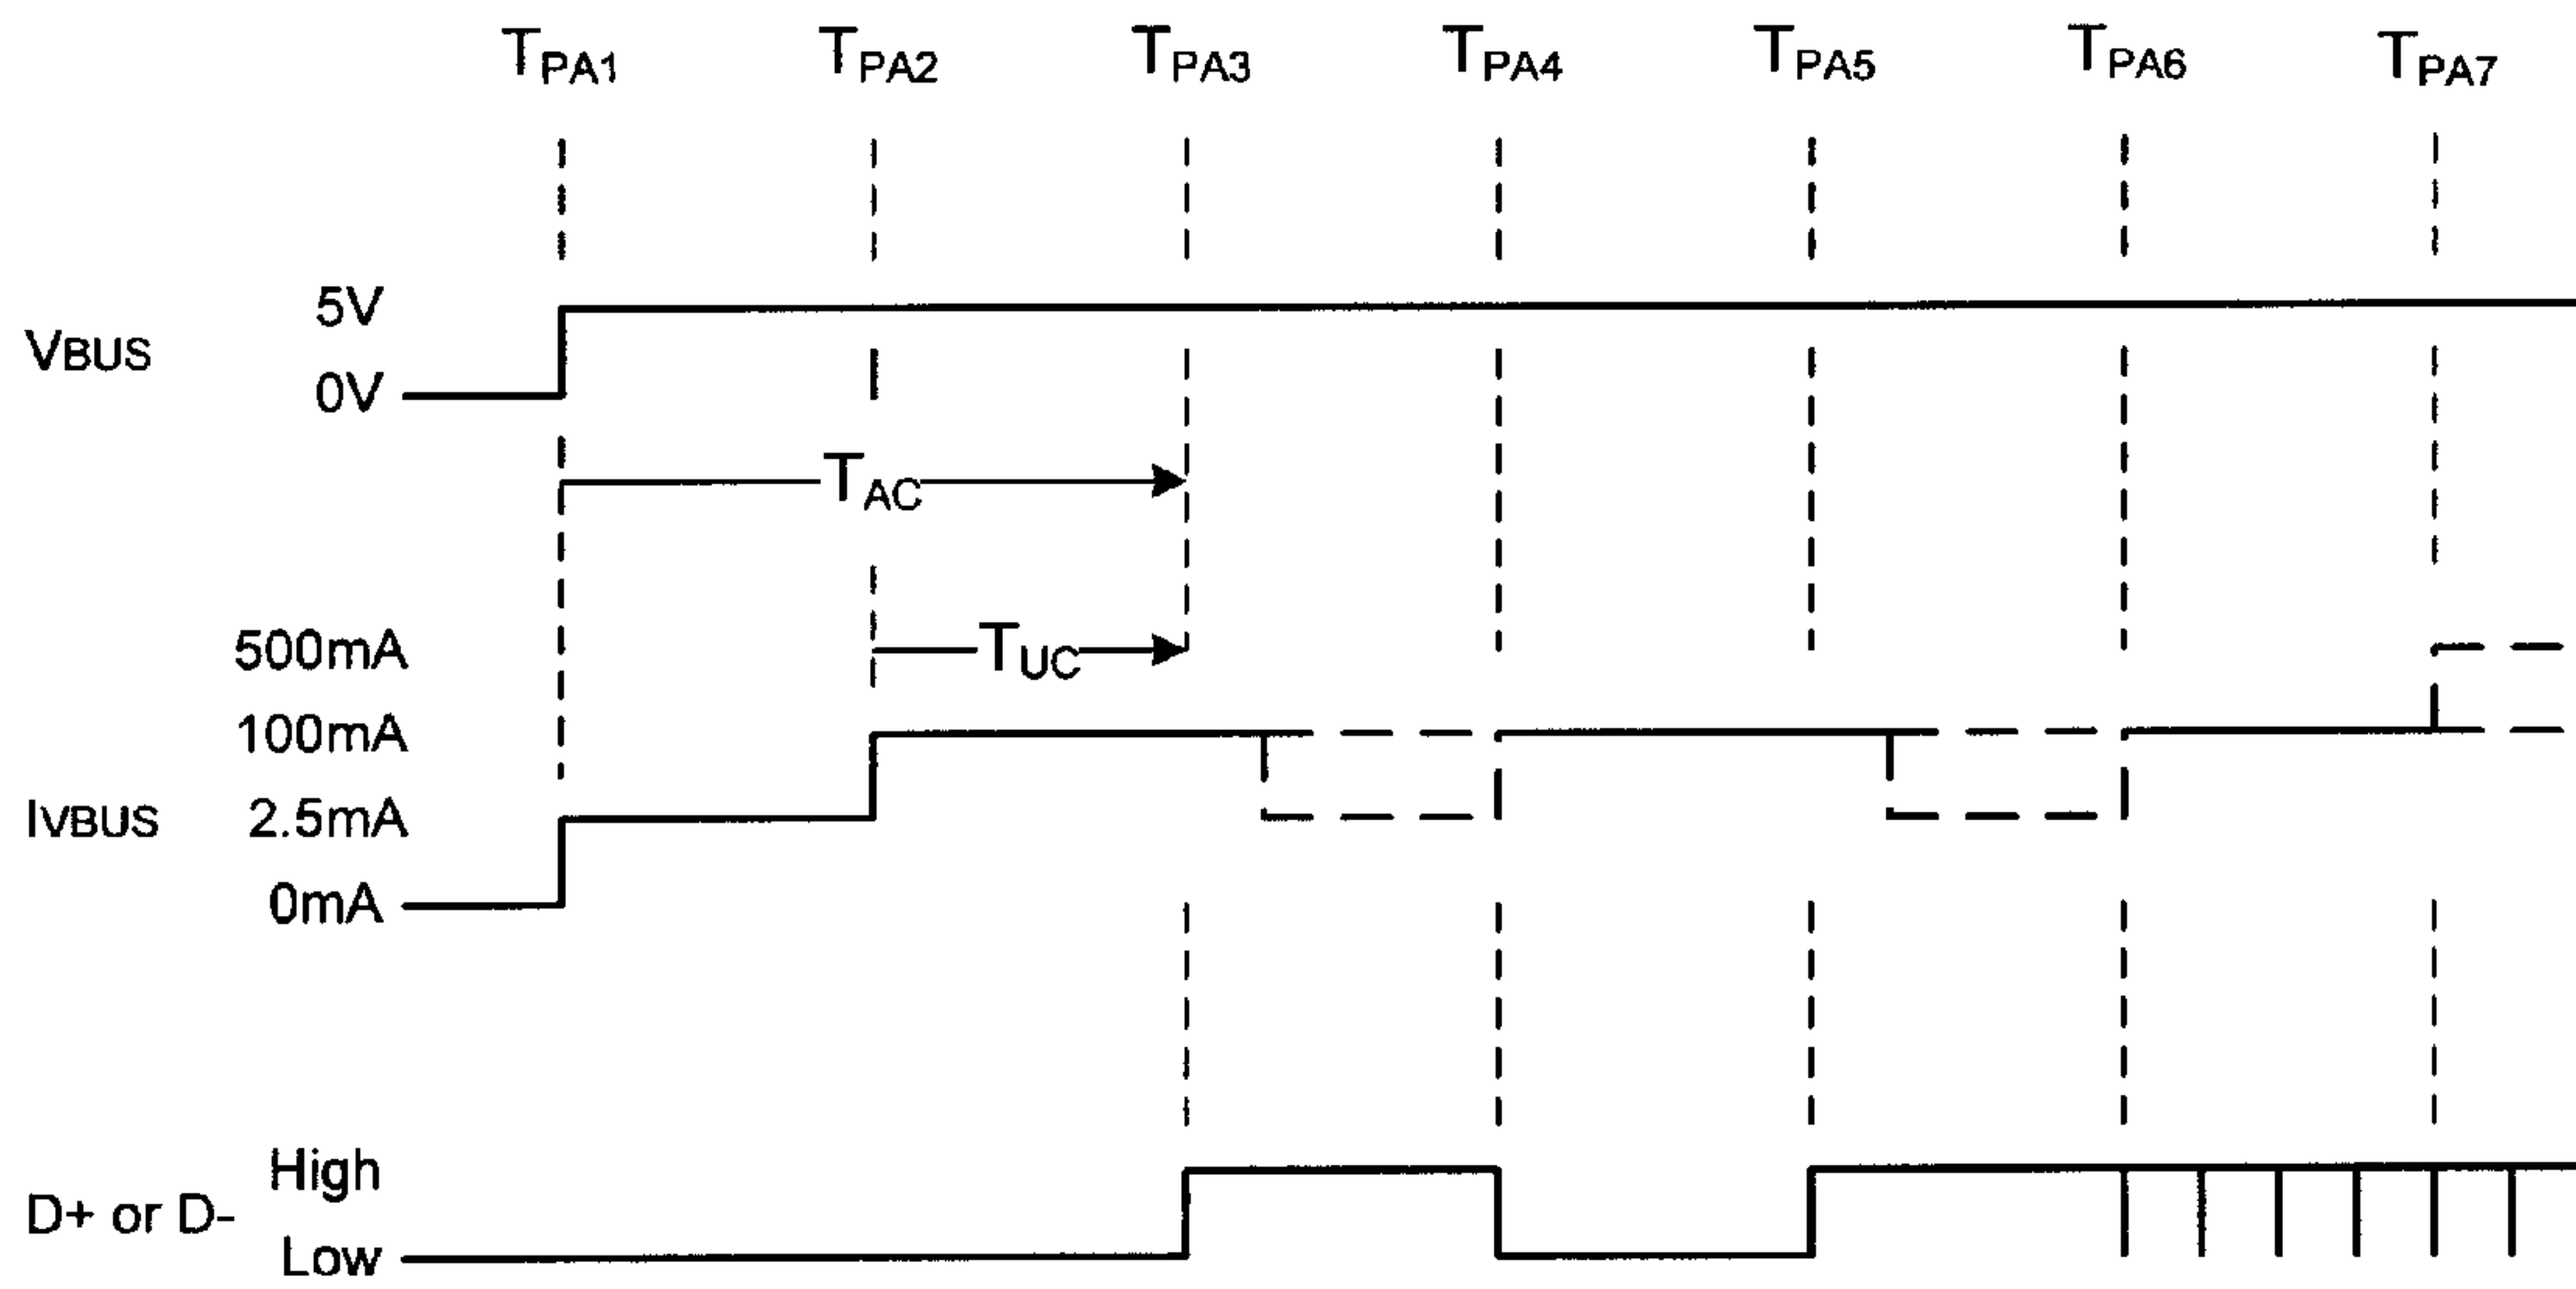 TPA1 TPA2 TPA3 TPA4 TPA5 TPA6 TPA7
5V
VBUS
0V
TAC
500mA
TUC
100mA
IVBUS 2.5mA
0mA
High
D+ or D-
Low